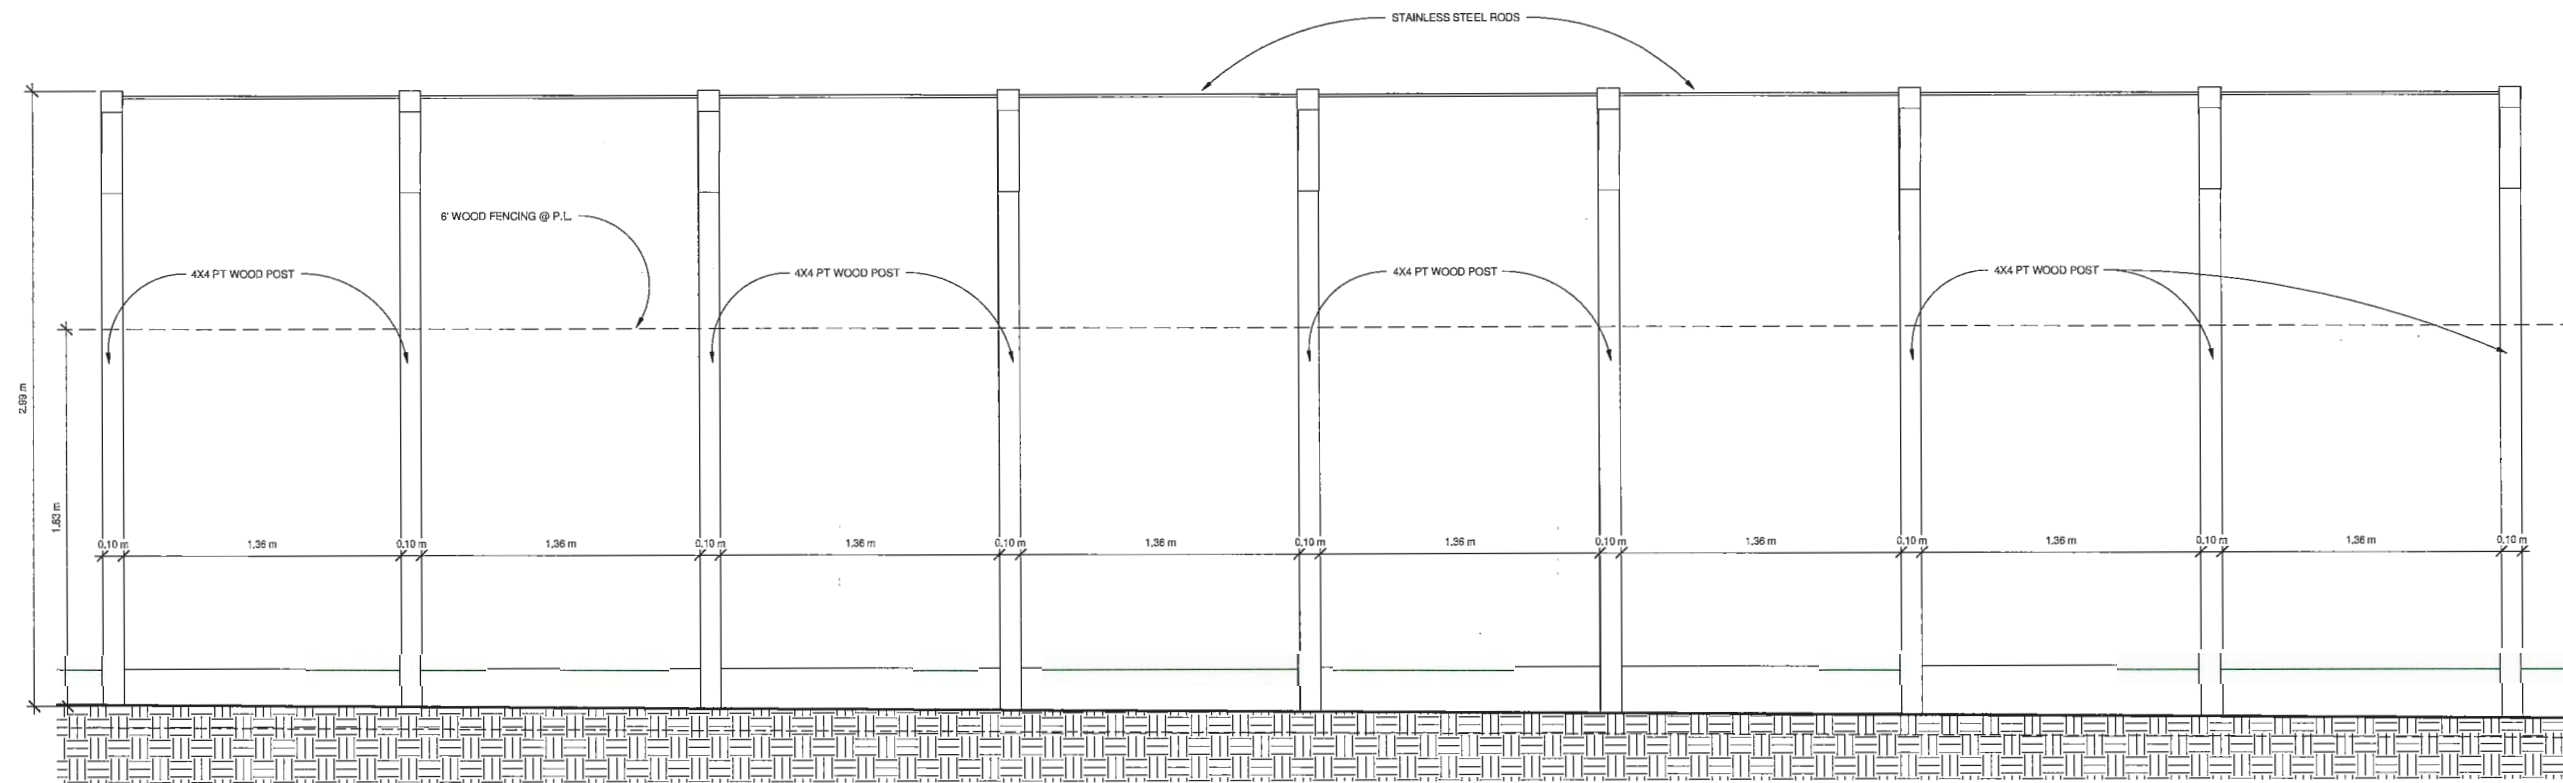 STAINLESS STEEL RODS
6' WOOD FENCING @ P.L.
4X4 PT WOOD POST
4X4 PT WOOD POST
4X4 PT WOOD POST
4X4 PT WOOD POST
2.99 m
1.83 m
0.10 m 1.36 m 0.10 m 1.36 m 0.10 m 1.36 m 0.10 m 1.36 m 0.10 m 1.36 m 0.10 m 1.36 m 0.10 m 1.36 m 0.10 m 1.36 m 0.10 m